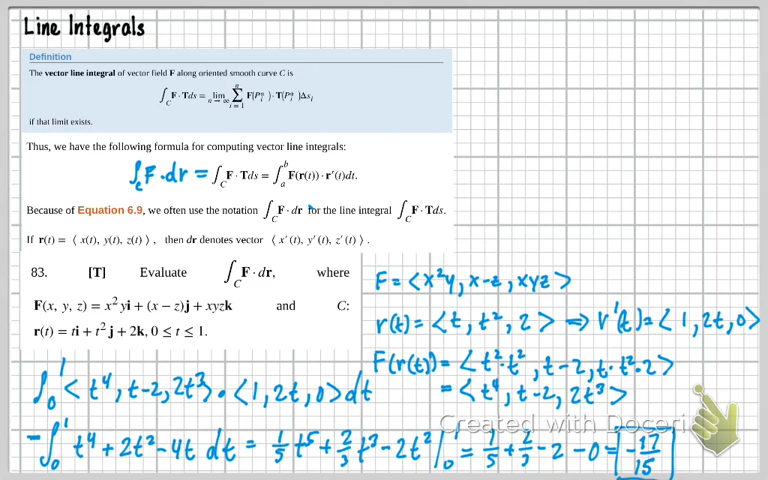 Line Integrals
Definition
The vector line integral of vector field F along oriented smooth curve C is
∫_C F · T ds = lim_{n→∞} ∑_{i=1}^{n} F(P_i^*) · T(P_i^*)Δs_i
if that limit exists.
Thus, we have the following formula for computing vector line integrals:
∫_C F · dr = ∫_C F · T ds = ∫_a^b F(r(t)) · r′(t)dt.
Because of Equation 6.9, we often use the notation ∫_C F · dr for the line integral ∫_C F · T ds.
If r(t) = ⟨ x(t), y(t), z(t) ⟩, then dr denotes vector ⟨ x′(t), y′(t), z′(t) ⟩.
83. [T] Evaluate ∫_C F · dr, where
F(x, y, z) = x² yi + (x − z)j + xyzk and C:
r(t) = ti + t² j + 2k, 0 ≤ t ≤ 1.
F = < x²y, x-z, xyz >
r(t) = < t, t², 2 > ⇒ r'(t) = < 1, 2t, 0 >
F(r(t)) = < t²·t², t-2, t·t²·2 >
= < t⁴, t-2, 2t³ >
∫_0^1 < t⁴, t-2, 2t³ > · < 1, 2t, 0 > dt
= ∫_0^1 t⁴ + 2t² - 4t dt = 1/5 t⁵ + 2/3 t³ - 2t² |_0^1 = 1/5 + 2/3 - 2 - 0 = -17/15
Created with Doceri